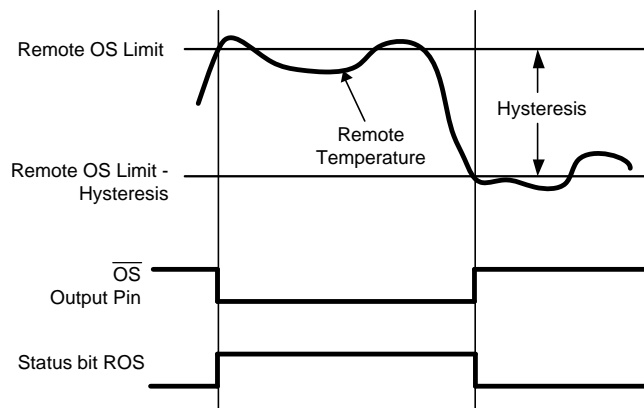 Remote OS Limit
Hysteresis
Remote
Temperature
Remote OS Limit -
Hysteresis
OS
Output Pin
Status bit ROS